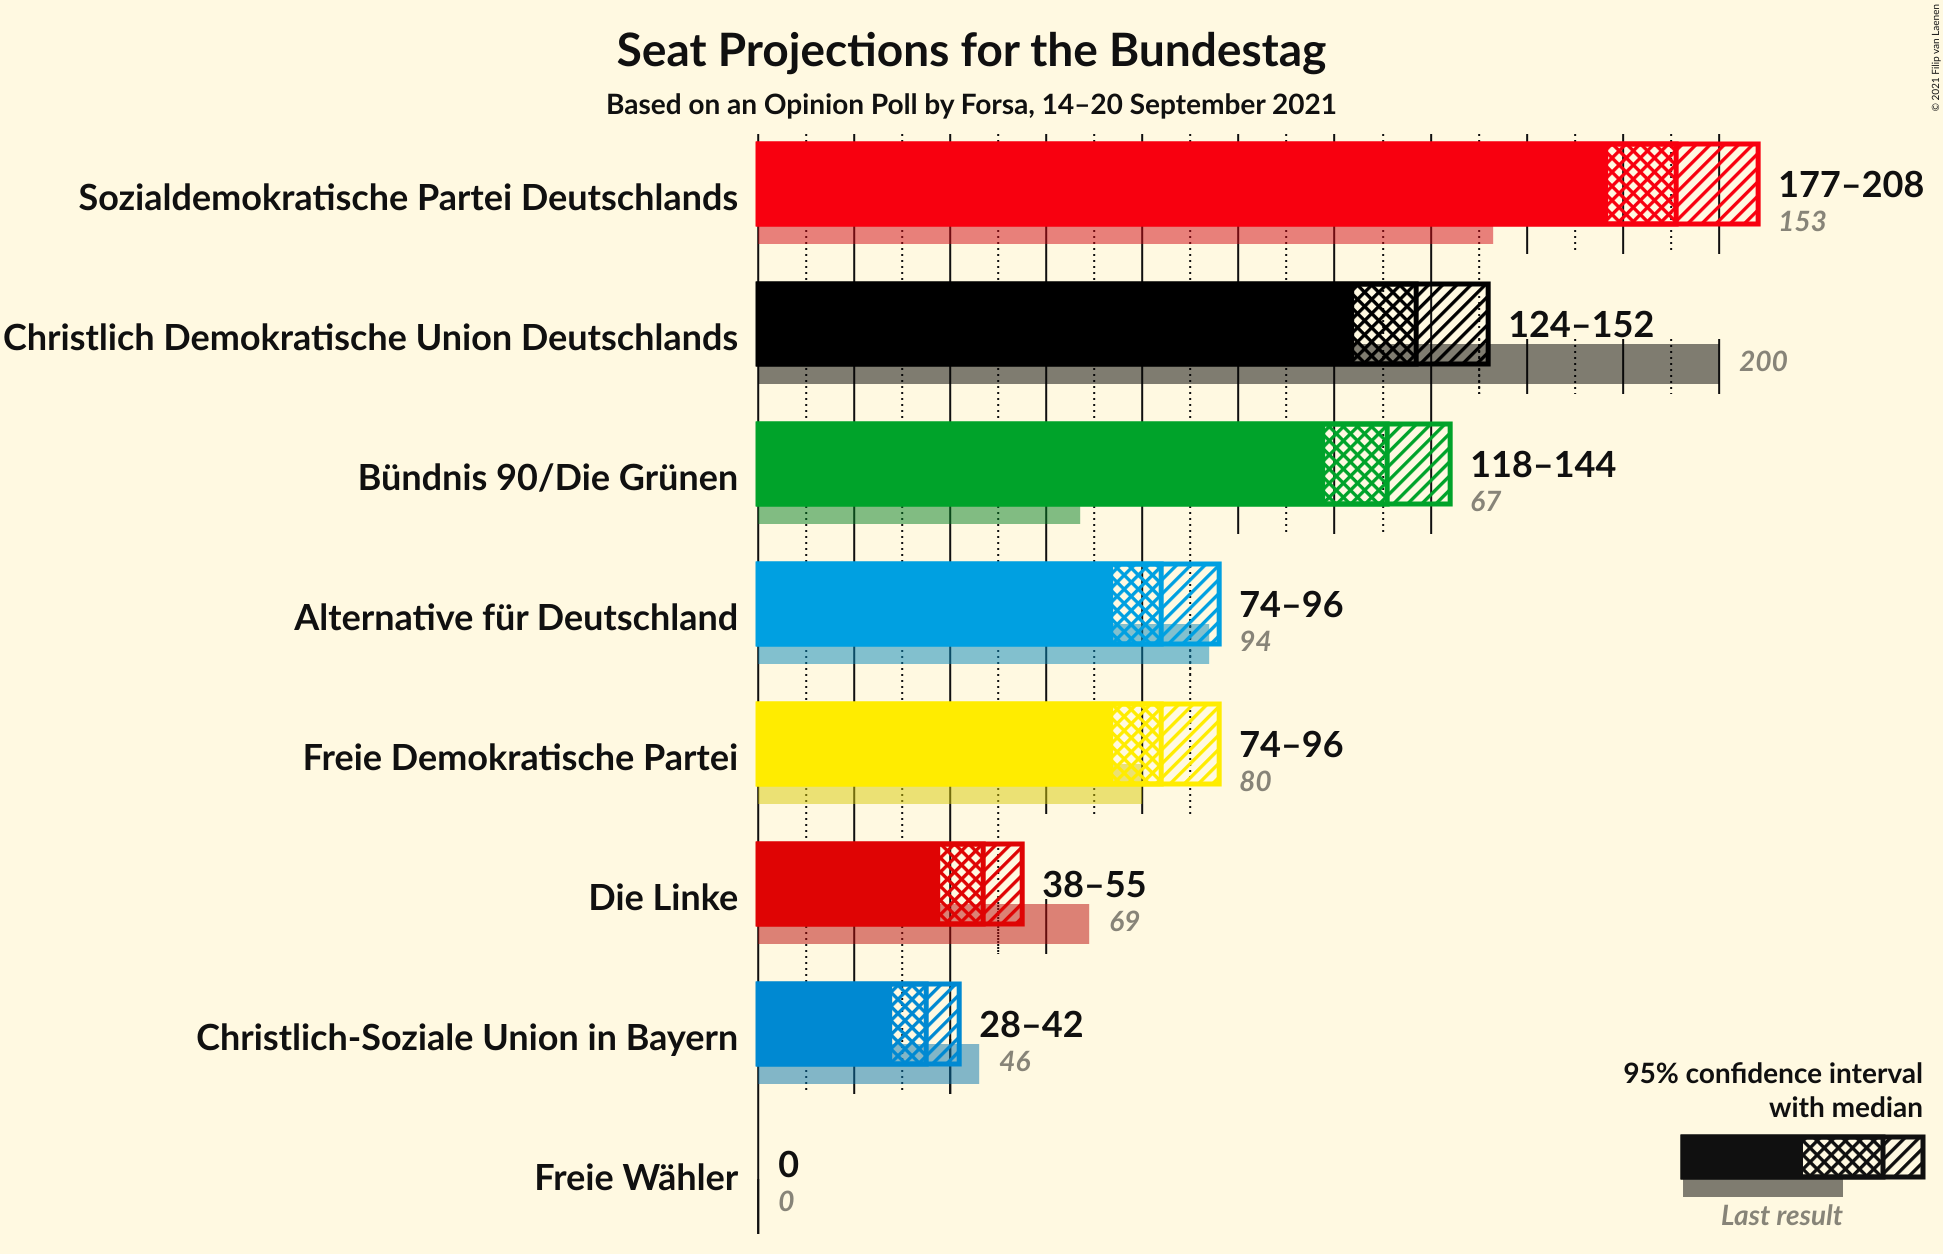 Seat Projections for the Bundestag
Based on an Opinion Poll by Forsa, 14–20 September 2021
© 2021 Filip van Laenen
Sozialdemokratische Partei Deutschlands
177–208
153
Christlich Demokratische Union Deutschlands
124–152
200
Bündnis 90/Die Grünen
118–144
67
Alternative für Deutschland
74–96
94
Freie Demokratische Partei
74–96
80
Die Linke
38–55
69
Christlich-Soziale Union in Bayern
28–42
46
Freie Wähler
0
0
95% confidence interval
with median
Last result